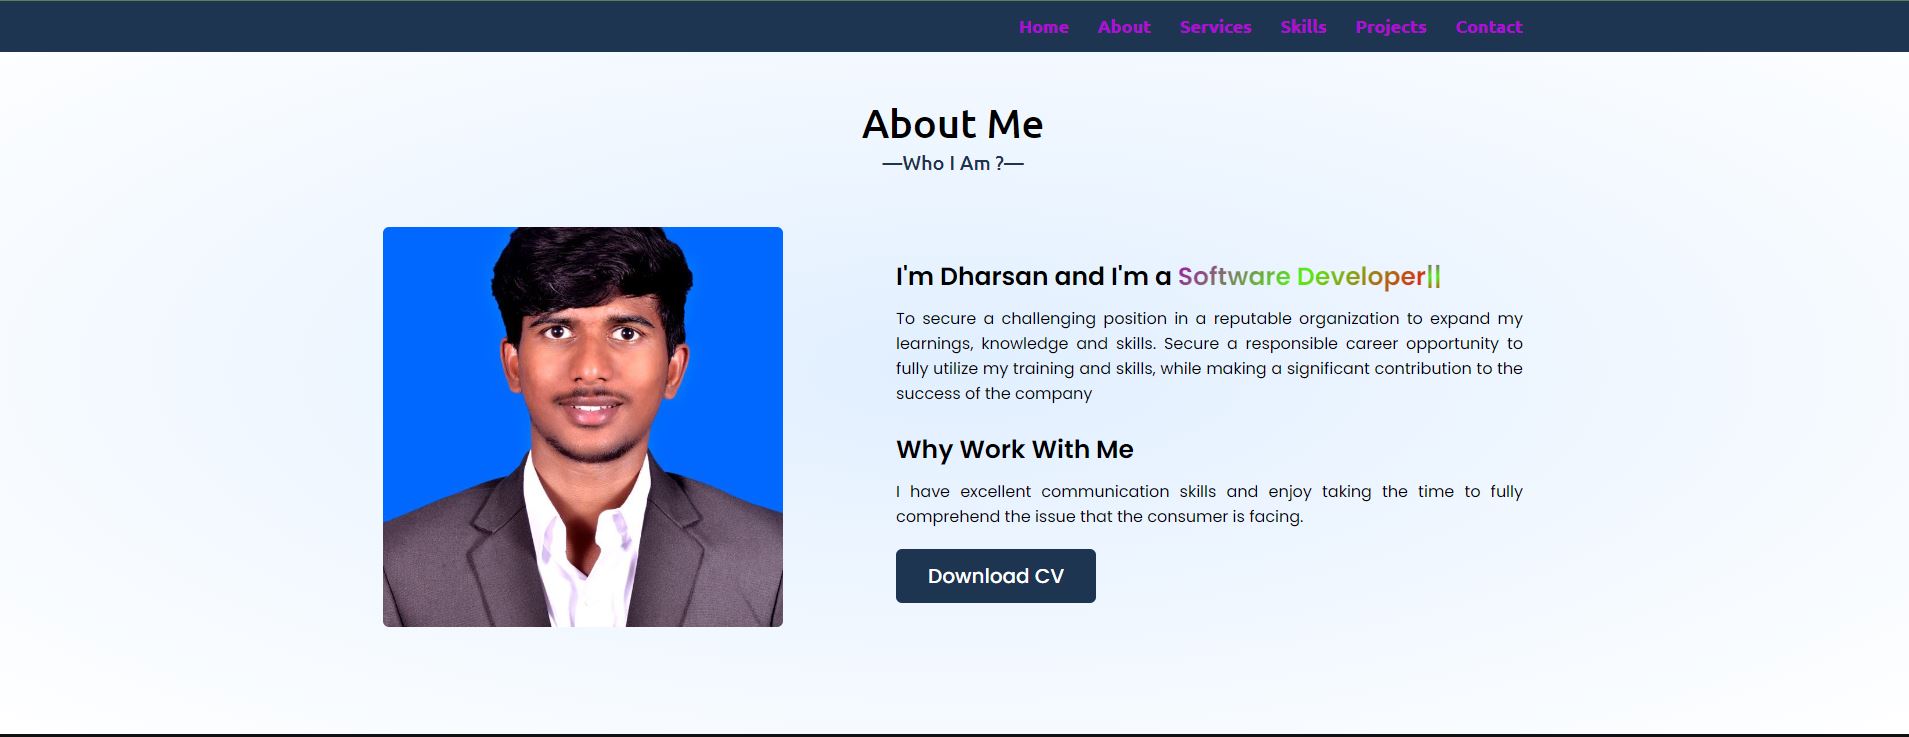 Home About Services Skills Projects Contact
About Me
—Who I Am ?—
I'm Dharsan and I'm a Software Developer||
To secure a challenging position in a reputable organization to expand my
learnings, knowledge and skills. Secure a responsible career opportunity to
fully utilize my training and skills, while making a significant contribution to the
success of the company
Why Work With Me
I have excellent communication skills and enjoy taking the time to fully
comprehend the issue that the consumer is facing.
Download CV